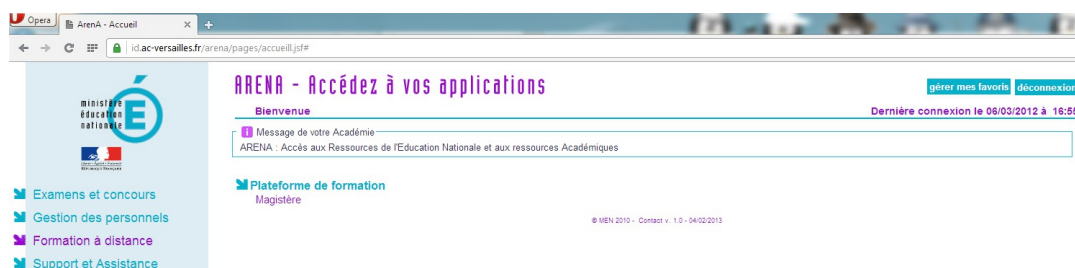 Opera
ArenA - Accueil
id.ac-versailles.fr/arena/pages/accueill.jsf#
ministère
éducation
nationale
E
ARENA - Accédez à vos applications
gérer mes favoris
déconnexion
Bienvenue
Dernière connexion le 06/03/2012 à 16:55
Message de votre Académie
ARENA : Accès aux Ressources de l'Education Nationale et aux ressources Académiques
Plateforme de formation
Magistère
Examens et concours
Gestion des personnels
Formation à distance
Support et Assistance
© MEN 2010 - Contact v. 1.0 - 04/02/2013